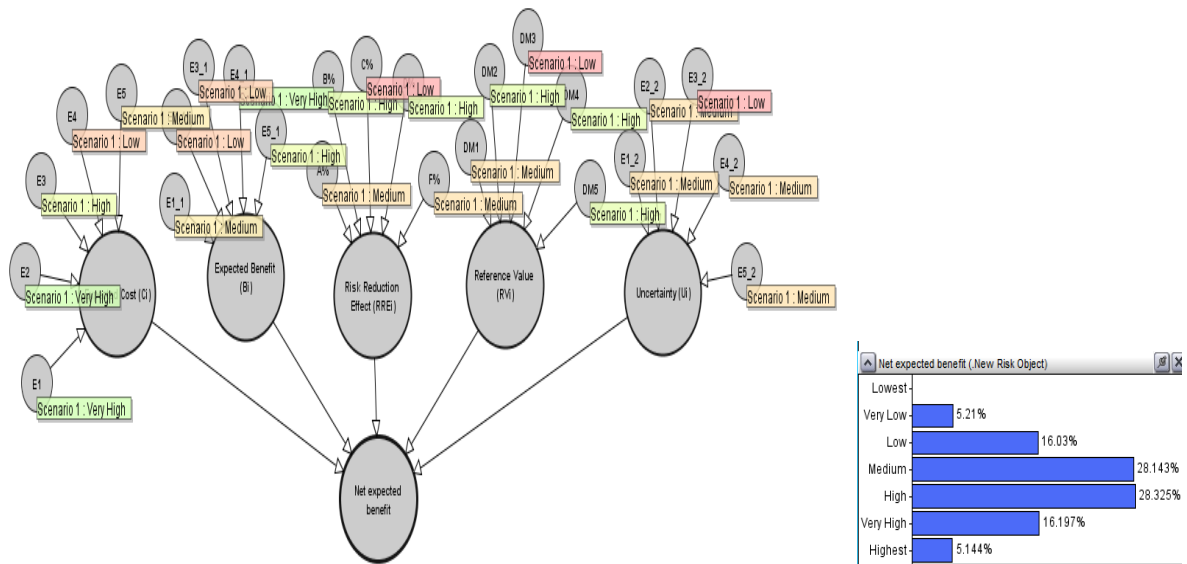 DM3
Scenario 1 : Low
E3_1
E4_1
C%
DM2
E3_2
Scenario 1 : Low
Scenario 1 : Low
Scenario 1 : Low
E5
B%
DM4
E2_2
Scenario 1 : Very High
Scenario 1 : High
Scenario 1 : High
Scenario 1 : High
Scenario 1 : Medium
Scenario 1 : Low
E4
Scenario 1 : Medium
Scenario 1 : High
Scenario 1 : Low
Scenario 1 : Low
E5_1
Scenario 1 : High
DM1
E1_2
E4_2
A%
F%
Scenario 1 : Medium
Scenario 1 : Medium
Scenario 1 : Medium
E3
E1_1
Scenario 1 : Medium
Scenario 1 : Medium
DM5
Scenario 1 : High
Scenario 1 : High
Scenario 1 : Medium
E2
Scenario 1 : Very High
Cost (Ci)
Expected Benefit
(Bi)
Risk Reduction
Effect (RREi)
Reference Value
(RVi)
Uncertainty (Ui)
E5_2
Scenario 1 : Medium
E1
Scenario 1 : Very High
Net expected
benefit
Net expected benefit (.New Risk Object)
Lowest
Very Low 5.21%
Low 16.03%
Medium 28.143%
High 28.325%
Very High 16.197%
Highest 5.144%